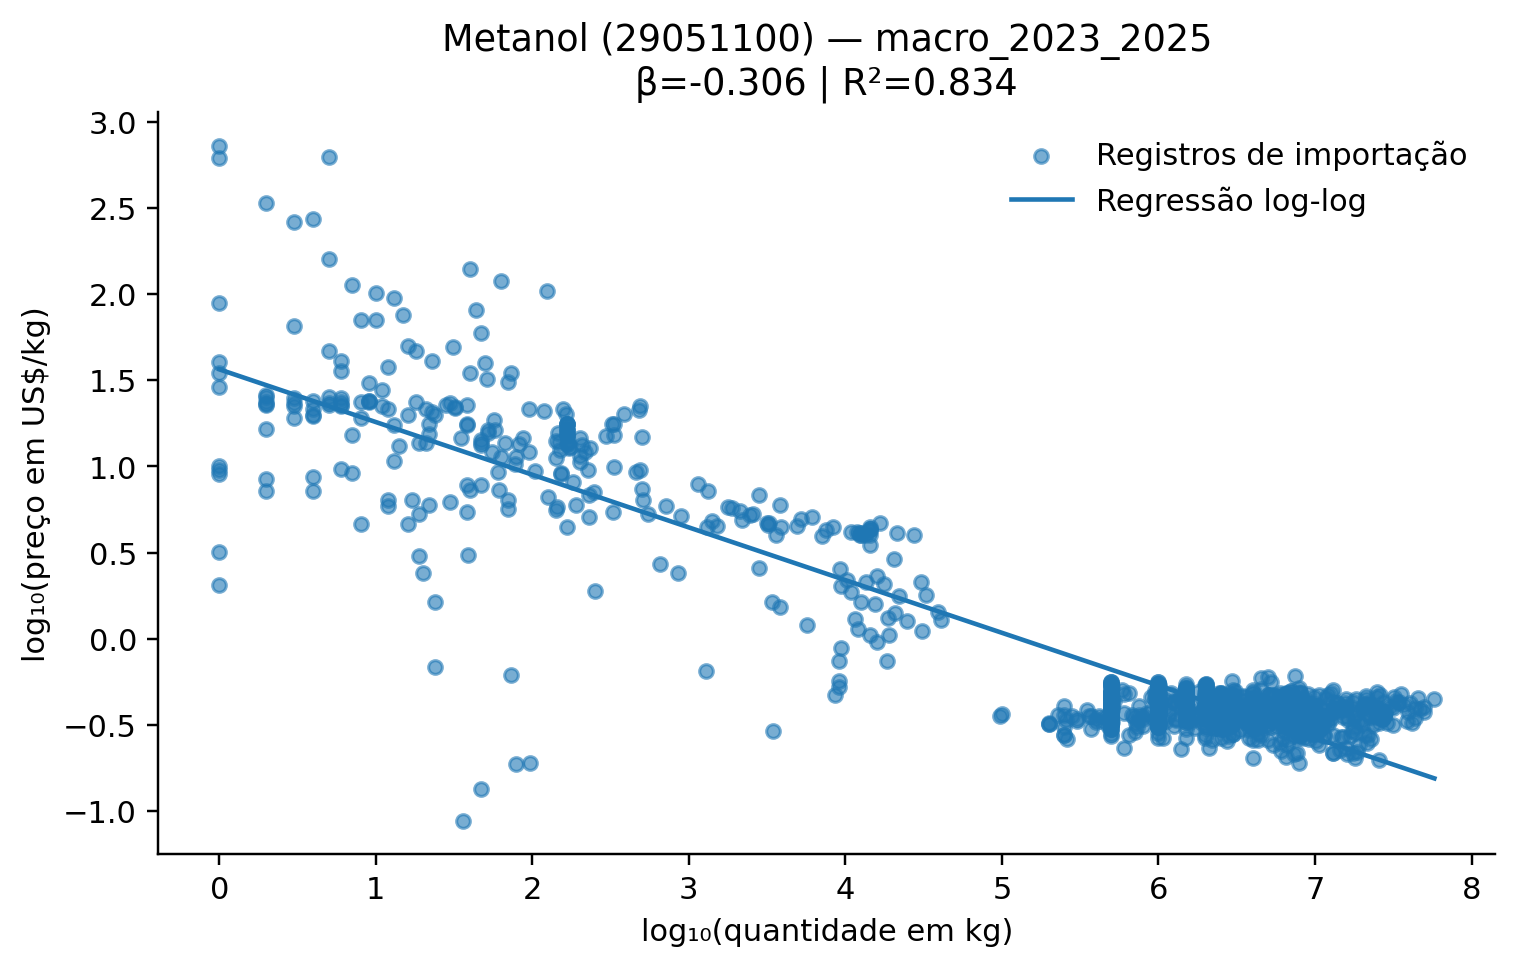 Metanol (29051100) — macro_2023_2025
β=-0.306 | R²=0.834
Registros de importação
Regressão log-log
log₁₀(preço em US$/kg)
3.0
2.5
2.0
1.5
1.0
0.5
0.0
−0.5
−1.0
0 1 2 3 4 5 6 7 8
log₁₀(quantidade em kg)